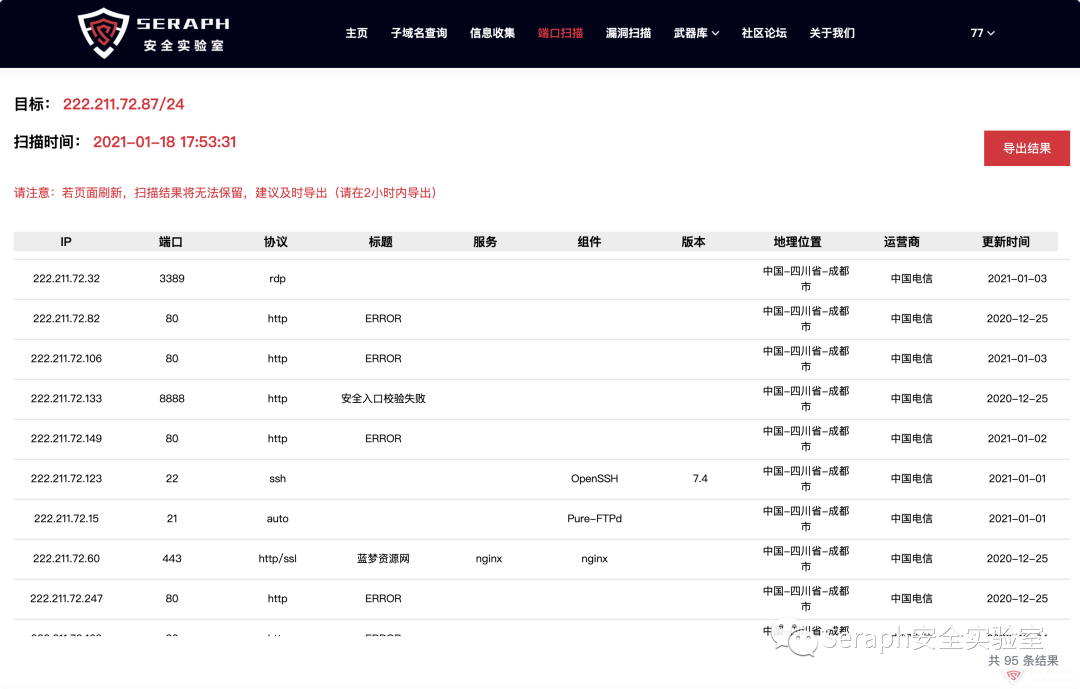 SERAPH
安全实验室
主页 子域名查询 信息收集 端口扫描 漏洞扫描 武器库 社区论坛 关于我们 77
目标： 222.211.72.87/24
扫描时间： 2021-01-18 17:53:31
导出结果
请注意：若页面刷新，扫描结果将无法保留，建议及时导出（请在2小时内导出）
IP 端口 协议 标题 服务 组件 版本 地理位置 运营商 更新时间
222.211.72.32 3389 rdp 中国-四川省-成都市 中国电信 2021-01-03
222.211.72.82 80 http ERROR 中国-四川省-成都市 中国电信 2020-12-25
222.211.72.106 80 http ERROR 中国-四川省-成都市 中国电信 2021-01-03
222.211.72.133 8888 http 安全入口校验失败 中国-四川省-成都市 中国电信 2020-12-25
222.211.72.149 80 http ERROR 中国-四川省-成都市 中国电信 2021-01-02
222.211.72.123 22 ssh OpenSSH 7.4 中国-四川省-成都市 中国电信 2021-01-01
222.211.72.15 21 auto Pure-FTPd 中国-四川省-成都市 中国电信 2021-01-01
222.211.72.60 443 http/ssl 蓝梦资源网 nginx nginx 中国-四川省-成都市 中国电信 2020-12-25
222.211.72.247 80 http ERROR 中国-四川省-成都市 中国电信 2020-12-25
seraph安全实验室
共 95 条结果